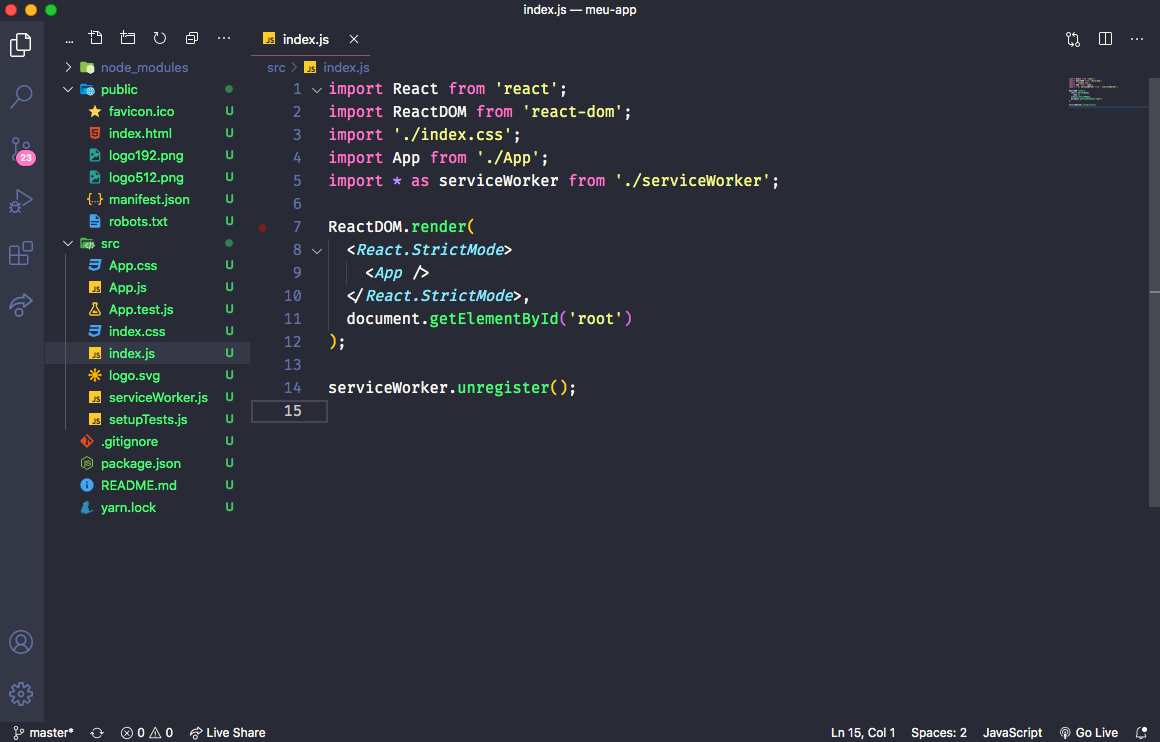 index.js — meu-app
index.js
src > index.js
node_modules
public
favicon.ico U
index.html U
logo192.png U
logo512.png U
manifest.json U
robots.txt U
src
App.css U
App.js U
App.test.js U
index.css U
index.js U
logo.svg U
serviceWorker.js U
setupTests.js U
.gitignore U
package.json U
README.md U
yarn.lock U
23
1 import React from 'react';
2 import ReactDOM from 'react-dom';
3 import './index.css';
4 import App from './App';
5 import * as serviceWorker from './serviceWorker';
6
7 ReactDOM.render(
8 <React.StrictMode>
9 <App />
10 </React.StrictMode>,
11 document.getElementById('root')
12 );
13
14 serviceWorker.unregister();
15
master* 0 0 Live Share Ln 15, Col 1 Spaces: 2 JavaScript Go Live